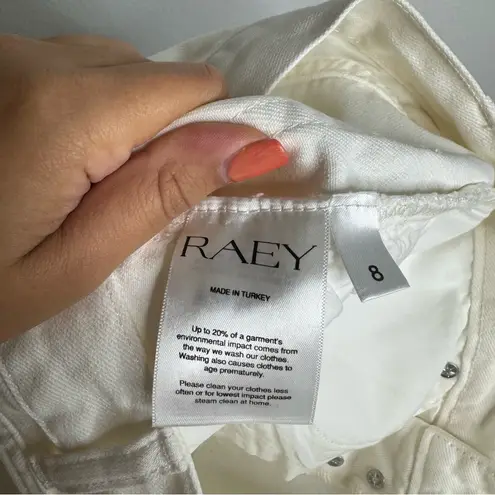 RAEY
8
MADE IN TURKEY
Up to 20% of a garment's
environmental impact comes from
the way we wash our clothes.
Washing also causes clothes to
age prematurely.
Please clean your clothes less
often or for lowest impact please
steam clean at home.